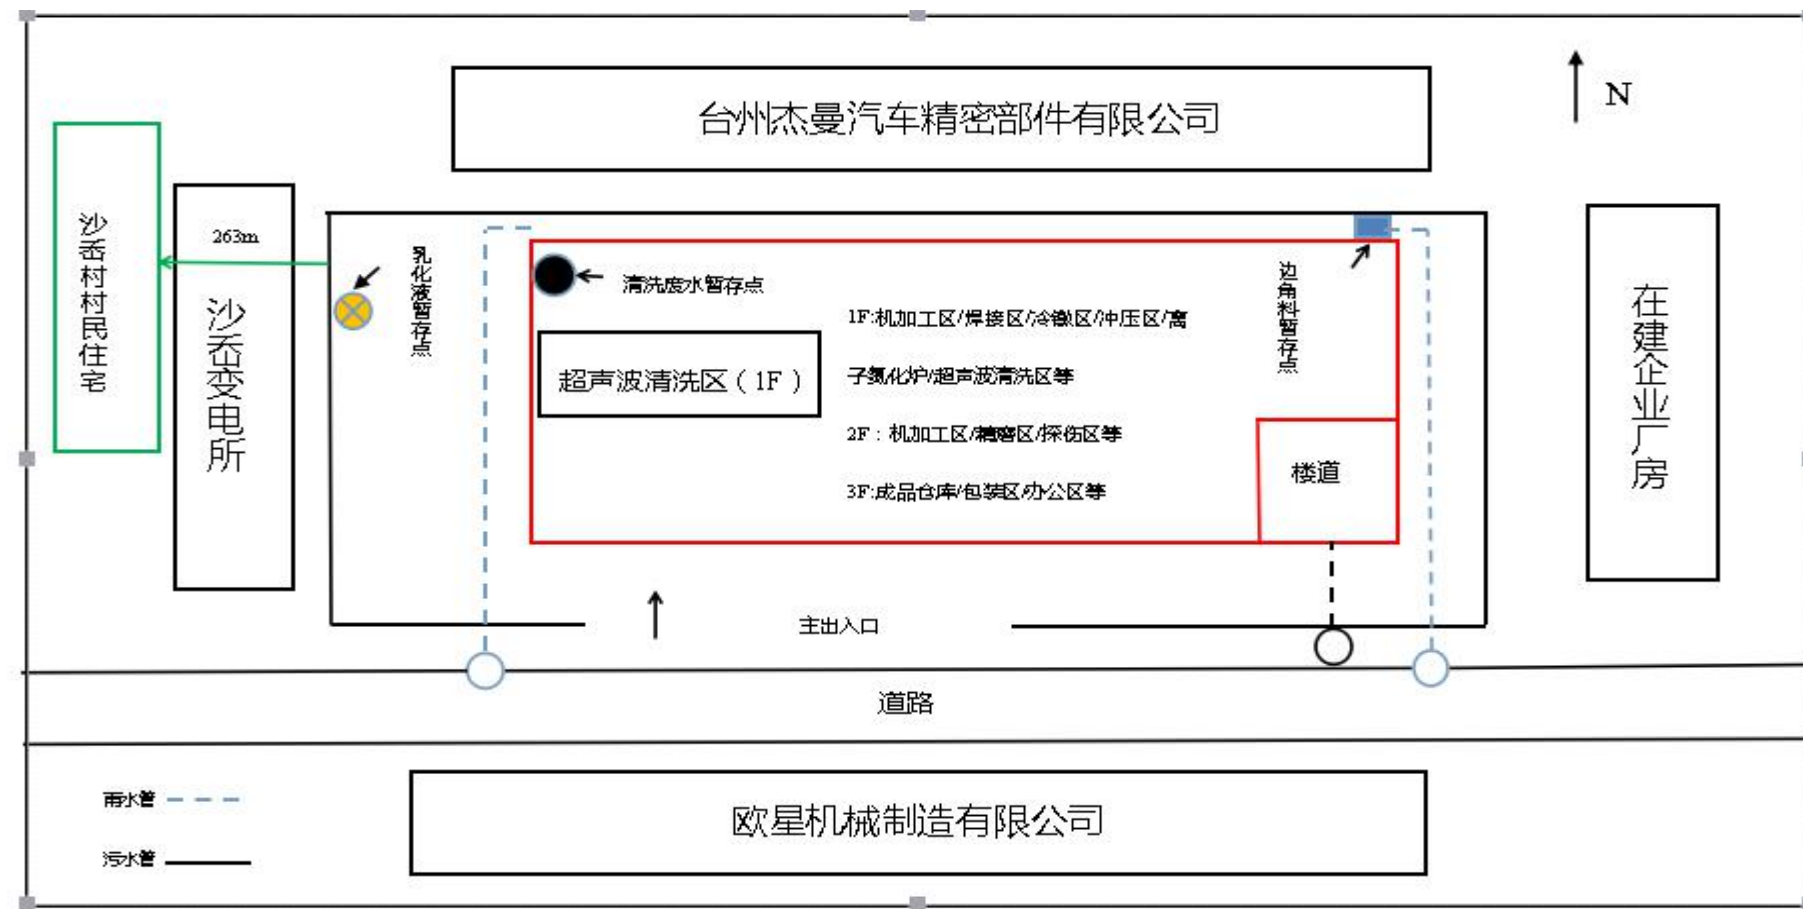 台州杰曼汽车精密部件有限公司
N
沙岙村村民住宅
263m
沙岙变电所
乳化液暂存点
清洗废水暂存点
超声波清洗区（1F）
1F:机加工区/焊接区/冷镦区/冲压区/离
子氮化炉/超声波清洗区等
2F：机加工区/精磨区/探伤区等
3F:成品仓库/包装区/办公区等
边角料暂存点
楼道
在建企业厂房
主出入口
道路
雨水管
污水管
欧星机械制造有限公司